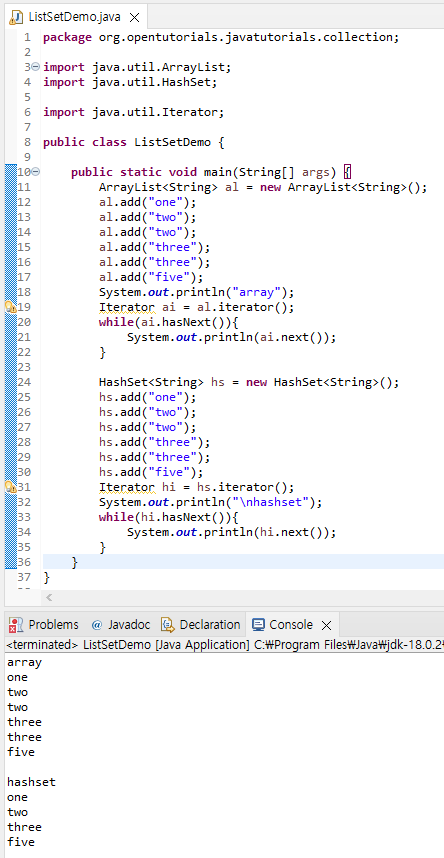 ListSetDemo.java
1 package org.opentutorials.javatutorials.collection;
2
3 import java.util.ArrayList;
4 import java.util.HashSet;
5
6 import java.util.Iterator;
7
8 public class ListSetDemo {
9
10 public static void main(String[] args) {
11 ArrayList<String> al = new ArrayList<String>();
12 al.add("one");
13 al.add("two");
14 al.add("two");
15 al.add("three");
16 al.add("three");
17 al.add("five");
18 System.out.println("array");
19 Iterator ai = al.iterator();
20 while(ai.hasNext()){
21 System.out.println(ai.next());
22 }
23
24 HashSet<String> hs = new HashSet<String>();
25 hs.add("one");
26 hs.add("two");
27 hs.add("two");
28 hs.add("three");
29 hs.add("three");
30 hs.add("five");
31 Iterator hi = hs.iterator();
32 System.out.println("\nhashset");
33 while(hi.hasNext()){
34 System.out.println(hi.next());
35 }
36 }
37 }
Problems @ Javadoc Declaration Console
<terminated> ListSetDemo [Java Application] C:₩Program Files₩Java₩jdk-18.0.2
array
one
two
two
three
three
five
hashset
one
two
three
five